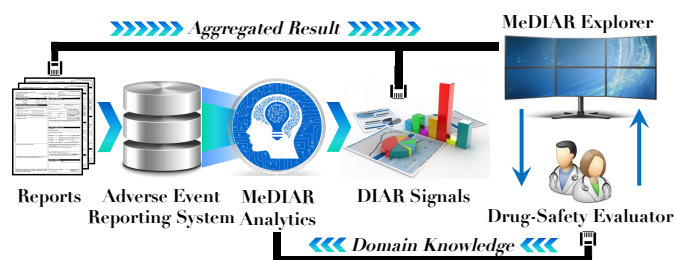 MeDIAR Explorer
Aggregated Result
Reports
Adverse Event
Reporting System
MeDIAR
Analytics
DIAR Signals
Drug-Safety Evaluator
Domain Knowledge